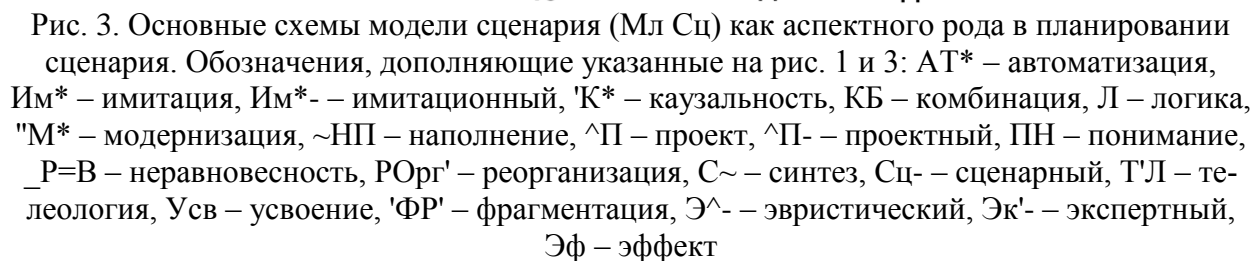 Рис. 3. Основные схемы модели сценария (Мл Сц) как аспектного рода в планировании
сценария. Обозначения, дополняющие указанные на рис. 1 и 3: АТ* – автоматизация,
Им* – имитация, Им*- – имитационный, 'К* – каузальность, КБ – комбинация, Л – логика,
"М* – модернизация, ~НП – наполнение, ^П – проект, ^П- – проектный, ПН – понимание,
_Р=В – неравновесность, РОрг' – реорганизация, С~ – синтез, Сц- – сценарный, Т'Л – те-
леология, Усв – усвоение, 'ФР' – фрагментация, Э^- – эвристический, Эк'- – экспертный,
Эф – эффект